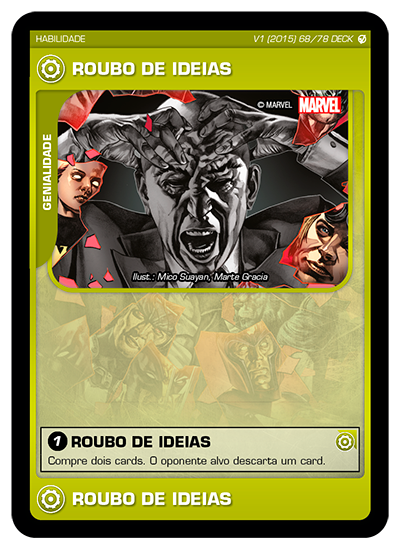 HABILIDADE
V1 (2015) 68/78 DECK
ROUBO DE IDEIAS
GENIALIDADE
© MARVEL
MARVEL
Ilust.: Mico Suayan, Marte Gracia
1 ROUBO DE IDEIAS
Compre dois cards. O oponente alvo descarta um card.
ROUBO DE IDEIAS